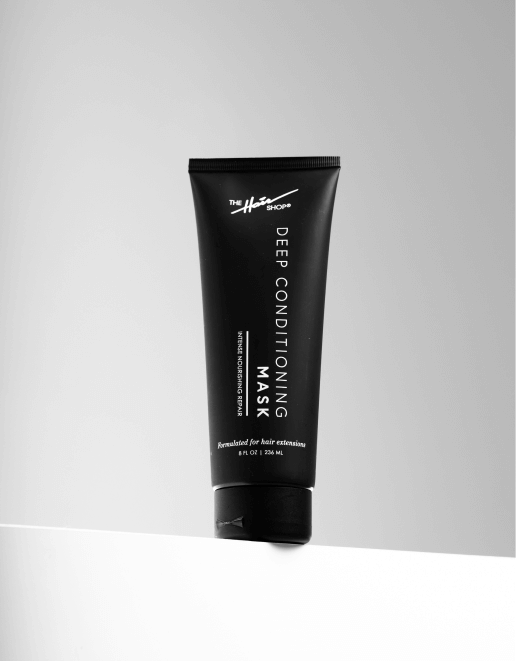 THE Hair SHOP®
DEEP CONDITIONING
MASK
INTENSE NOURISHING REPAIR
Formulated for hair extensions
8 FL OZ | 236 ML